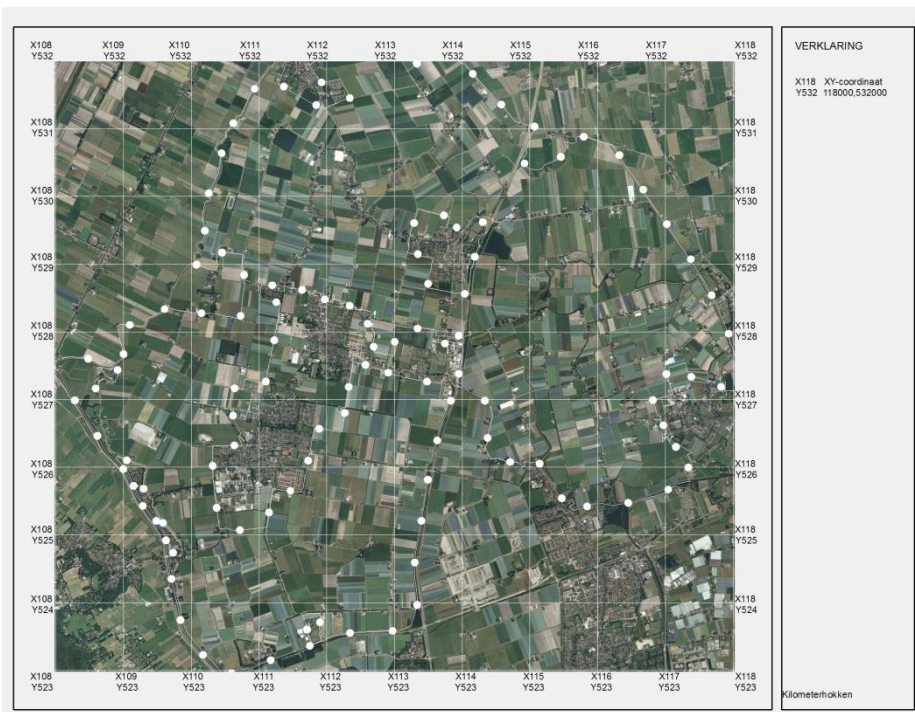 X108 X109 X110 X111 X112 X113 X114 X115 X116 X117 X118
Y532 Y532 Y532 Y532 Y532 Y532 Y532 Y532 Y532 Y532 Y532
VERKLARING
X118 XY-coordinaat
Y532 118000,532000
X108 X118
Y531 Y531
X108 X118
Y530 Y530
X108 X118
Y529 Y529
X108 X118
Y528 Y528
X108 X118
Y527 Y527
X108 X118
Y526 Y526
X108 X118
Y525 Y525
X108 X118
Y524 Y524
X108 X109 X110 X111 X112 X113 X114 X115 X116 X117 X118
Y523 Y523 Y523 Y523 Y523 Y523 Y523 Y523 Y523 Y523 Y523
Kilometerhokken